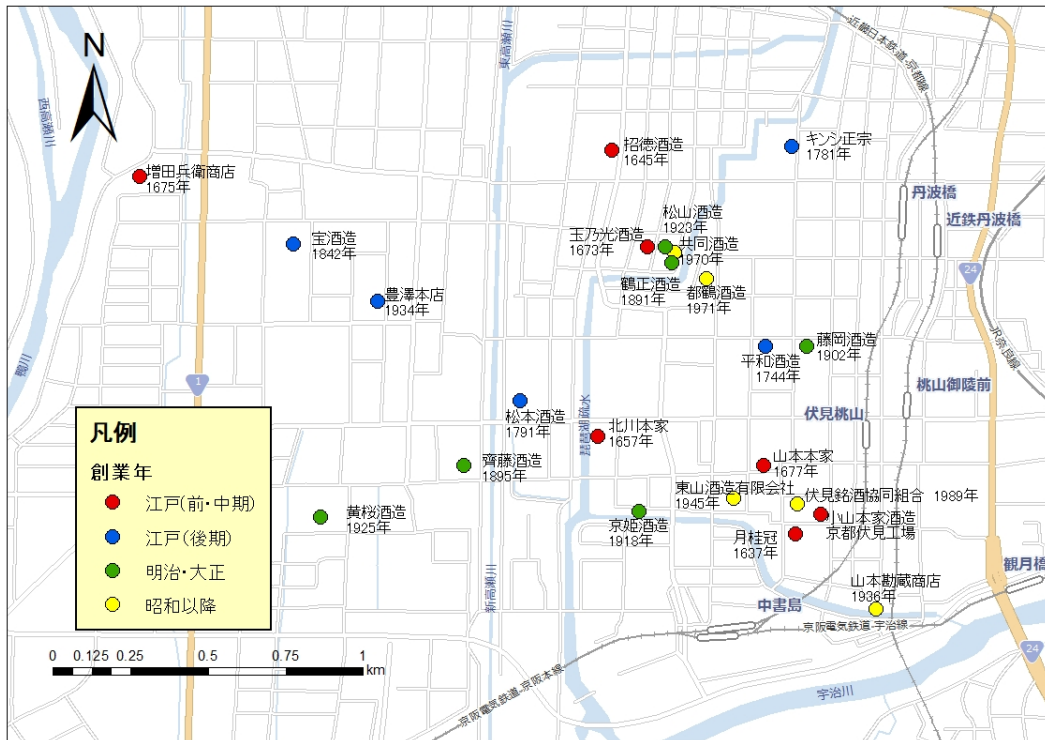 N
西高瀬川
東高瀬川
近畿日本鉄道-京都線
招徳酒造
1645年
キンシ正宗
1781年
増田兵衛商店
1675年
丹波橋
近鉄丹波橋
松山酒造
1923年
宝酒造
1842年
玉乃光酒造
1673年
共同酒造
1970年
24
鶴正酒造
1891年
都鶴酒造
1971年
豊澤本店
1934年
鴨川
1
平和酒造
1744年
藤岡酒造
1902年
JR奈良線
桃山御陵前
伏見桃山
琵琶湖疏水
松本酒造
1791年
北川本家
1657年
齊藤酒造
1895年
山本本家
1677年
東山酒造有限会社
1945年
伏見銘酒協同組合 1989年
小山本家酒造
京都伏見工場
黄桜酒造
1925年
京姫酒造
1918年
月桂冠
1637年
観月橋
新高瀬川
山本勘蔵商店
1936年
中書島
京阪電気鉄道-宇治線
京阪電気鉄道-京阪本線
宇治川
24
凡例
創業年
江戸(前・中期)
江戸(後期)
明治・大正
昭和以降
0 0.125 0.25 0.5 0.75 1
km